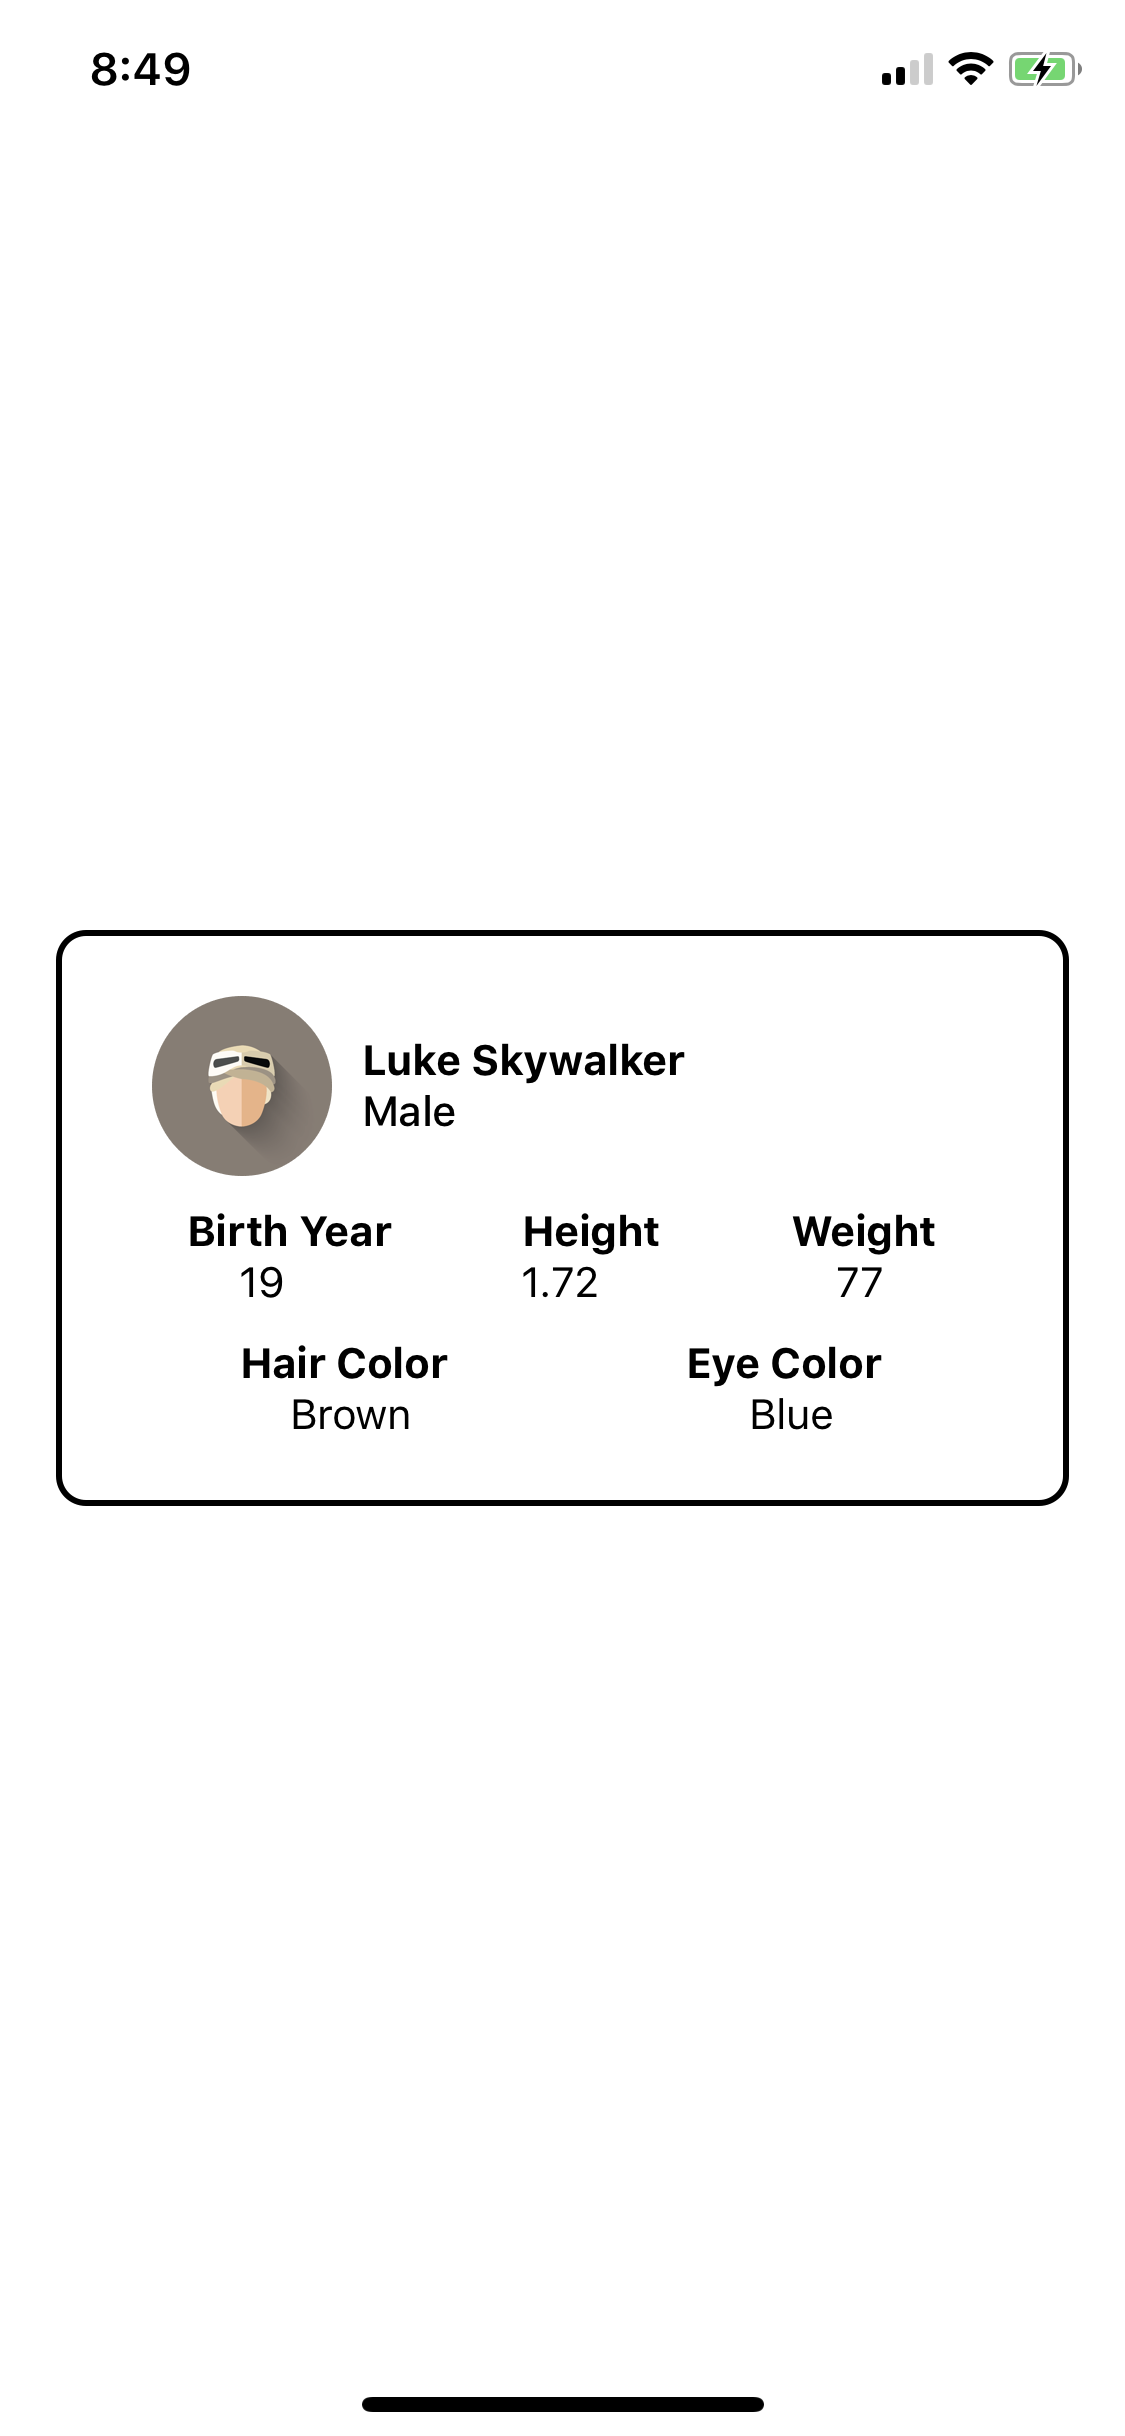 8:49
Luke Skywalker
Male
Birth Year Height Weight
19 1.72 77
Hair Color Eye Color
Brown Blue